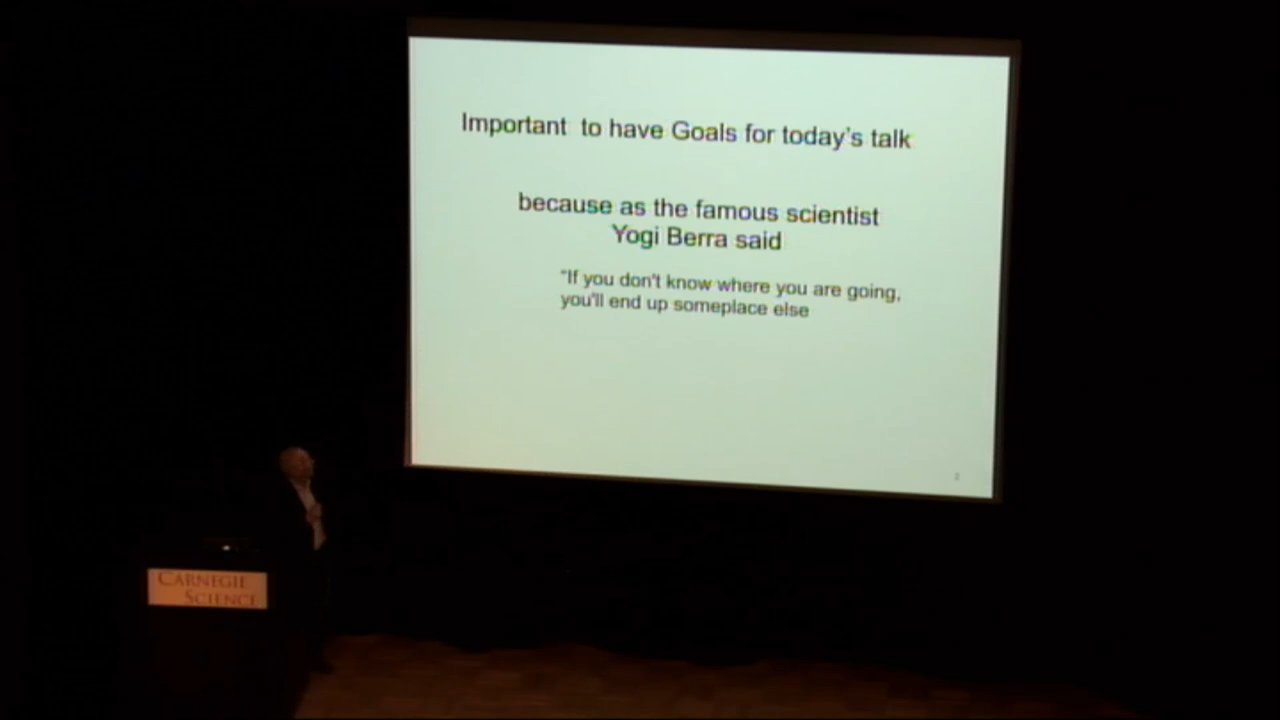 Important to have Goals for today's talk
because as the famous scientist
Yogi Berra said
"If you don't know where you are going,
you'll end up someplace else
2
CARNEGIE
SCIENCE